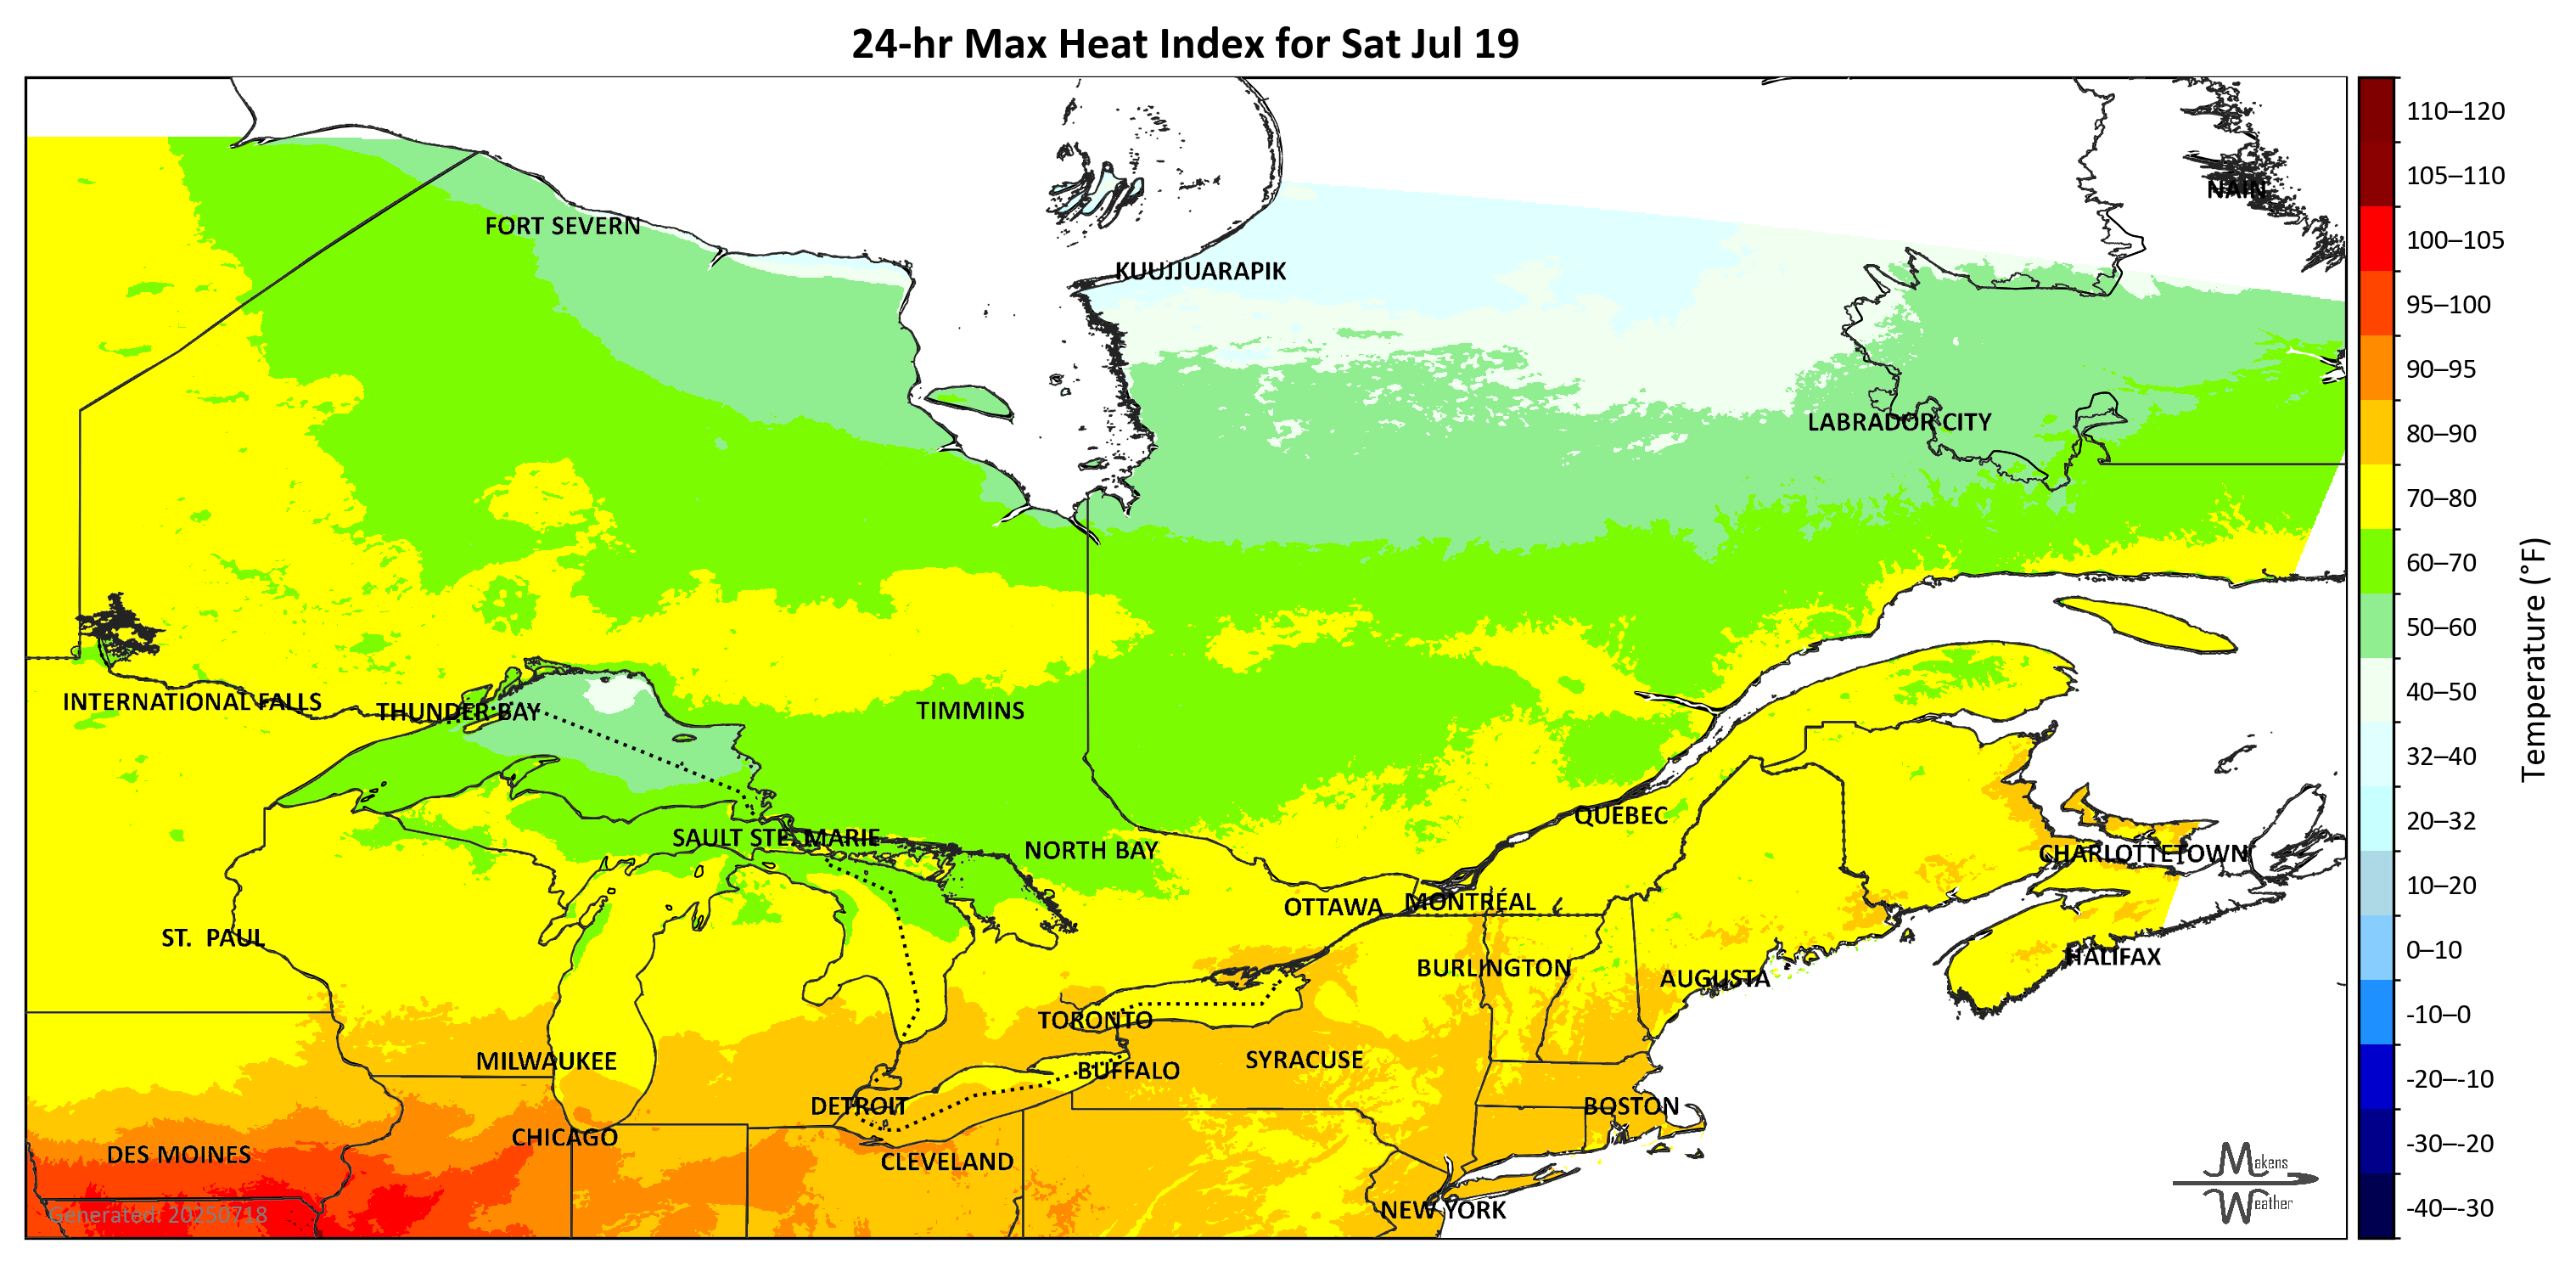 24-hr Max Heat Index for Sat Jul 19
110–120
105–110
NAIN
FORT SEVERN
100–105
KUUJJUARAPIK
95–100
90–95
LABRADOR CITY
80–90
70–80
60–70
50–60
Temperature (°F)
40–50
INTERNATIONAL FALLS
THUNDER BAY
TIMMINS
32–40
QUEBEC
20–32
SAULT STE. MARIE
NORTH BAY
CHARLOTTETOWN
10–20
OTTAWA
MONTRÉAL
ST. PAUL
0–10
HALIFAX
BURLINGTON
AUGUSTA
-10–0
TORONTO
MILWAUKEE
SYRACUSE
BUFFALO
-20–-10
DETROIT
BOSTON
CHICAGO
-30–-20
DES MOINES
CLEVELAND
Makens
Weather
NEW YORK
-40–-30
Generated: 20250718